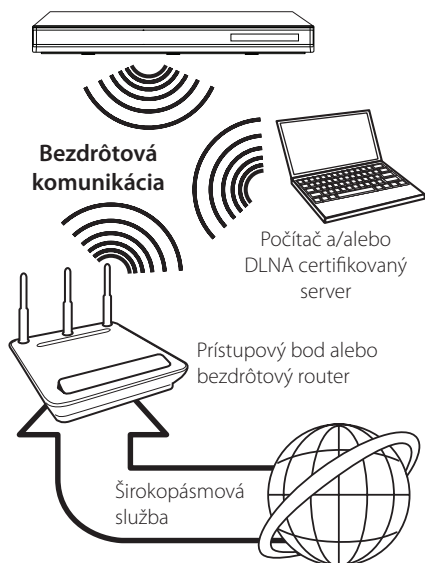 Bezdrôtová
komunikácia
Počítač a/alebo
DLNA certifikovaný
server
Prístupový bod alebo
bezdrôtový router
Širokopásmová
služba